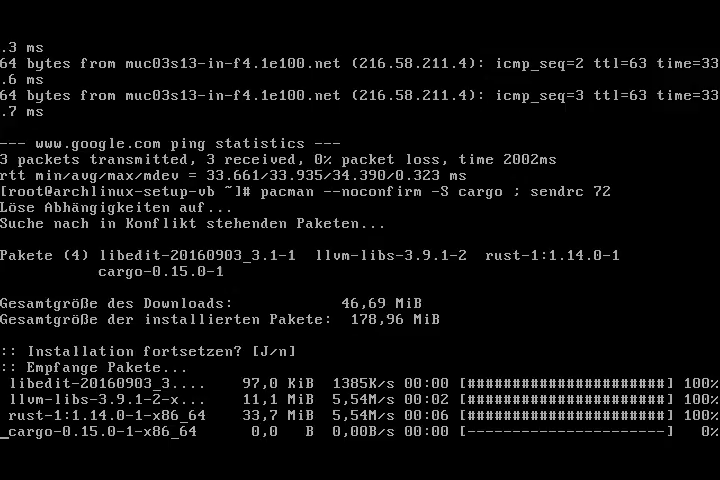 .3 ms
64 bytes from muc03s13-in-f4.1e100.net (216.58.211.4): icmp_seq=2 ttl=63 time=33
.6 ms
64 bytes from muc03s13-in-f4.1e100.net (216.58.211.4): icmp_seq=3 ttl=63 time=33
.7 ms

--- www.google.com ping statistics ---
3 packets transmitted, 3 received, 0% packet loss, time 2002ms
rtt min/avg/max/mdev = 33.661/33.935/34.390/0.323 ms
[root@archlinux-setup-vb ~]# pacman --noconfirm -S cargo ; sendrc 72
Löse Abhängigkeiten auf...
Suche nach in Konflikt stehenden Paketen...

Pakete (4) libedit-20160903_3.1-1  llvm-libs-3.9.1-2  rust-1:1.14.0-1
           cargo-0.15.0-1

Gesamtgröße des Downloads:            46,69 MiB
Gesamtgröße der installierten Pakete:  178,96 MiB

:: Installation fortsetzen? [J/n]
:: Empfange Pakete...
 libedit-20160903_3....    97,0 KiB  1385K/s 00:00 [######################] 100%
 llvm-libs-3.9.1-2-x...    11,1 MiB  5,54M/s 00:02 [######################] 100%
 rust-1:1.14.0-1-x86_64    33,7 MiB  5,54M/s 00:06 [######################] 100%
_cargo-0.15.0-1-x86_64      0,0   B  0,00B/s 00:00 [----------------------]   0%